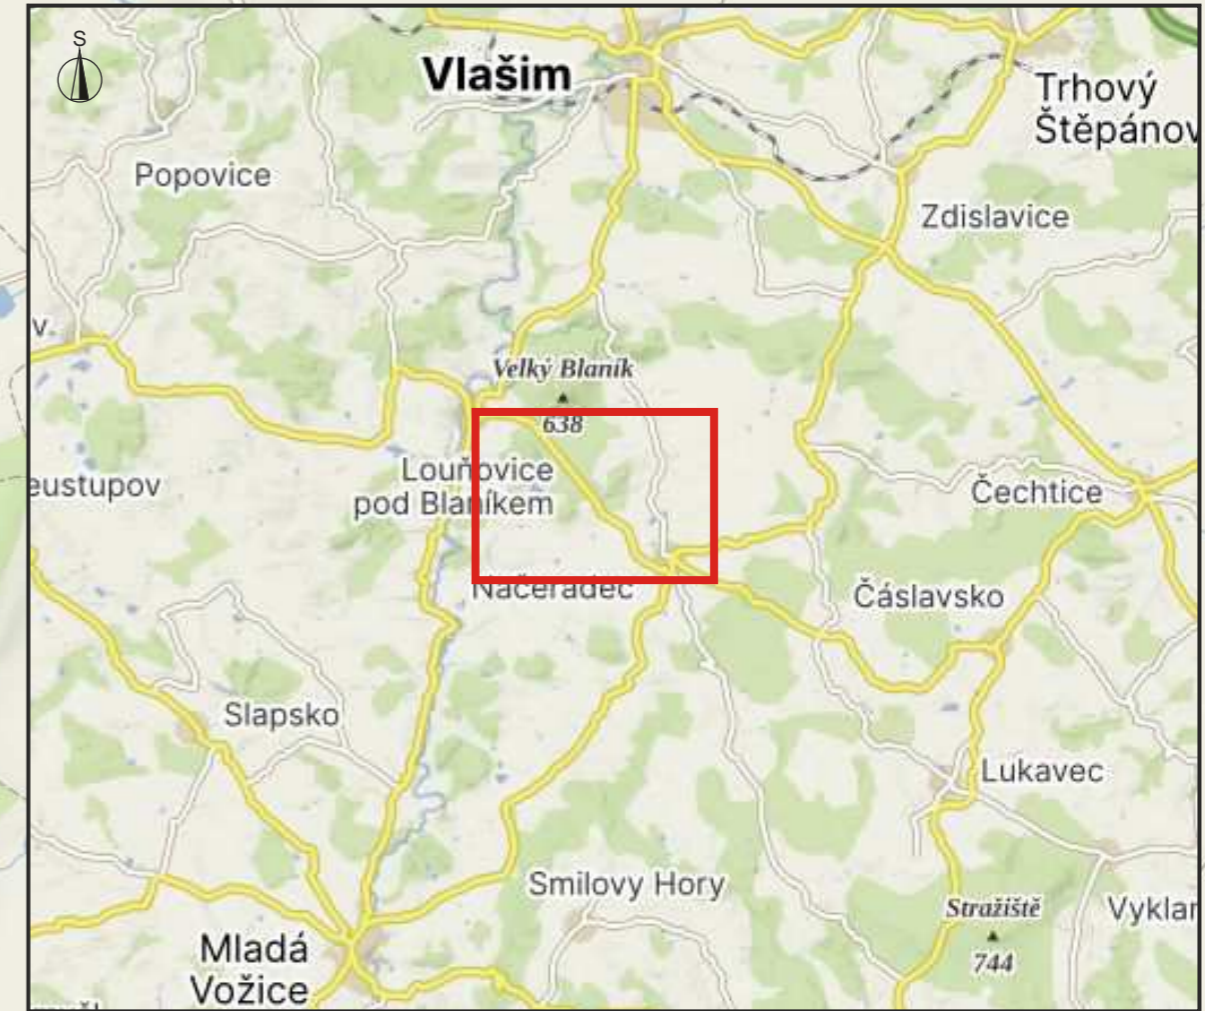 S
Vlašim
Trhový
Štěpánov
Popovice
Zdislavice
v.
Velký Blaník
638
Louňovice
pod Blaníkem
eustupov
Čechtice
Načeradec
Čáslavsko
Slapsko
Lukavec
Smilovy Hory
Stražiště
744
Vyklan
Mladá
Vožice